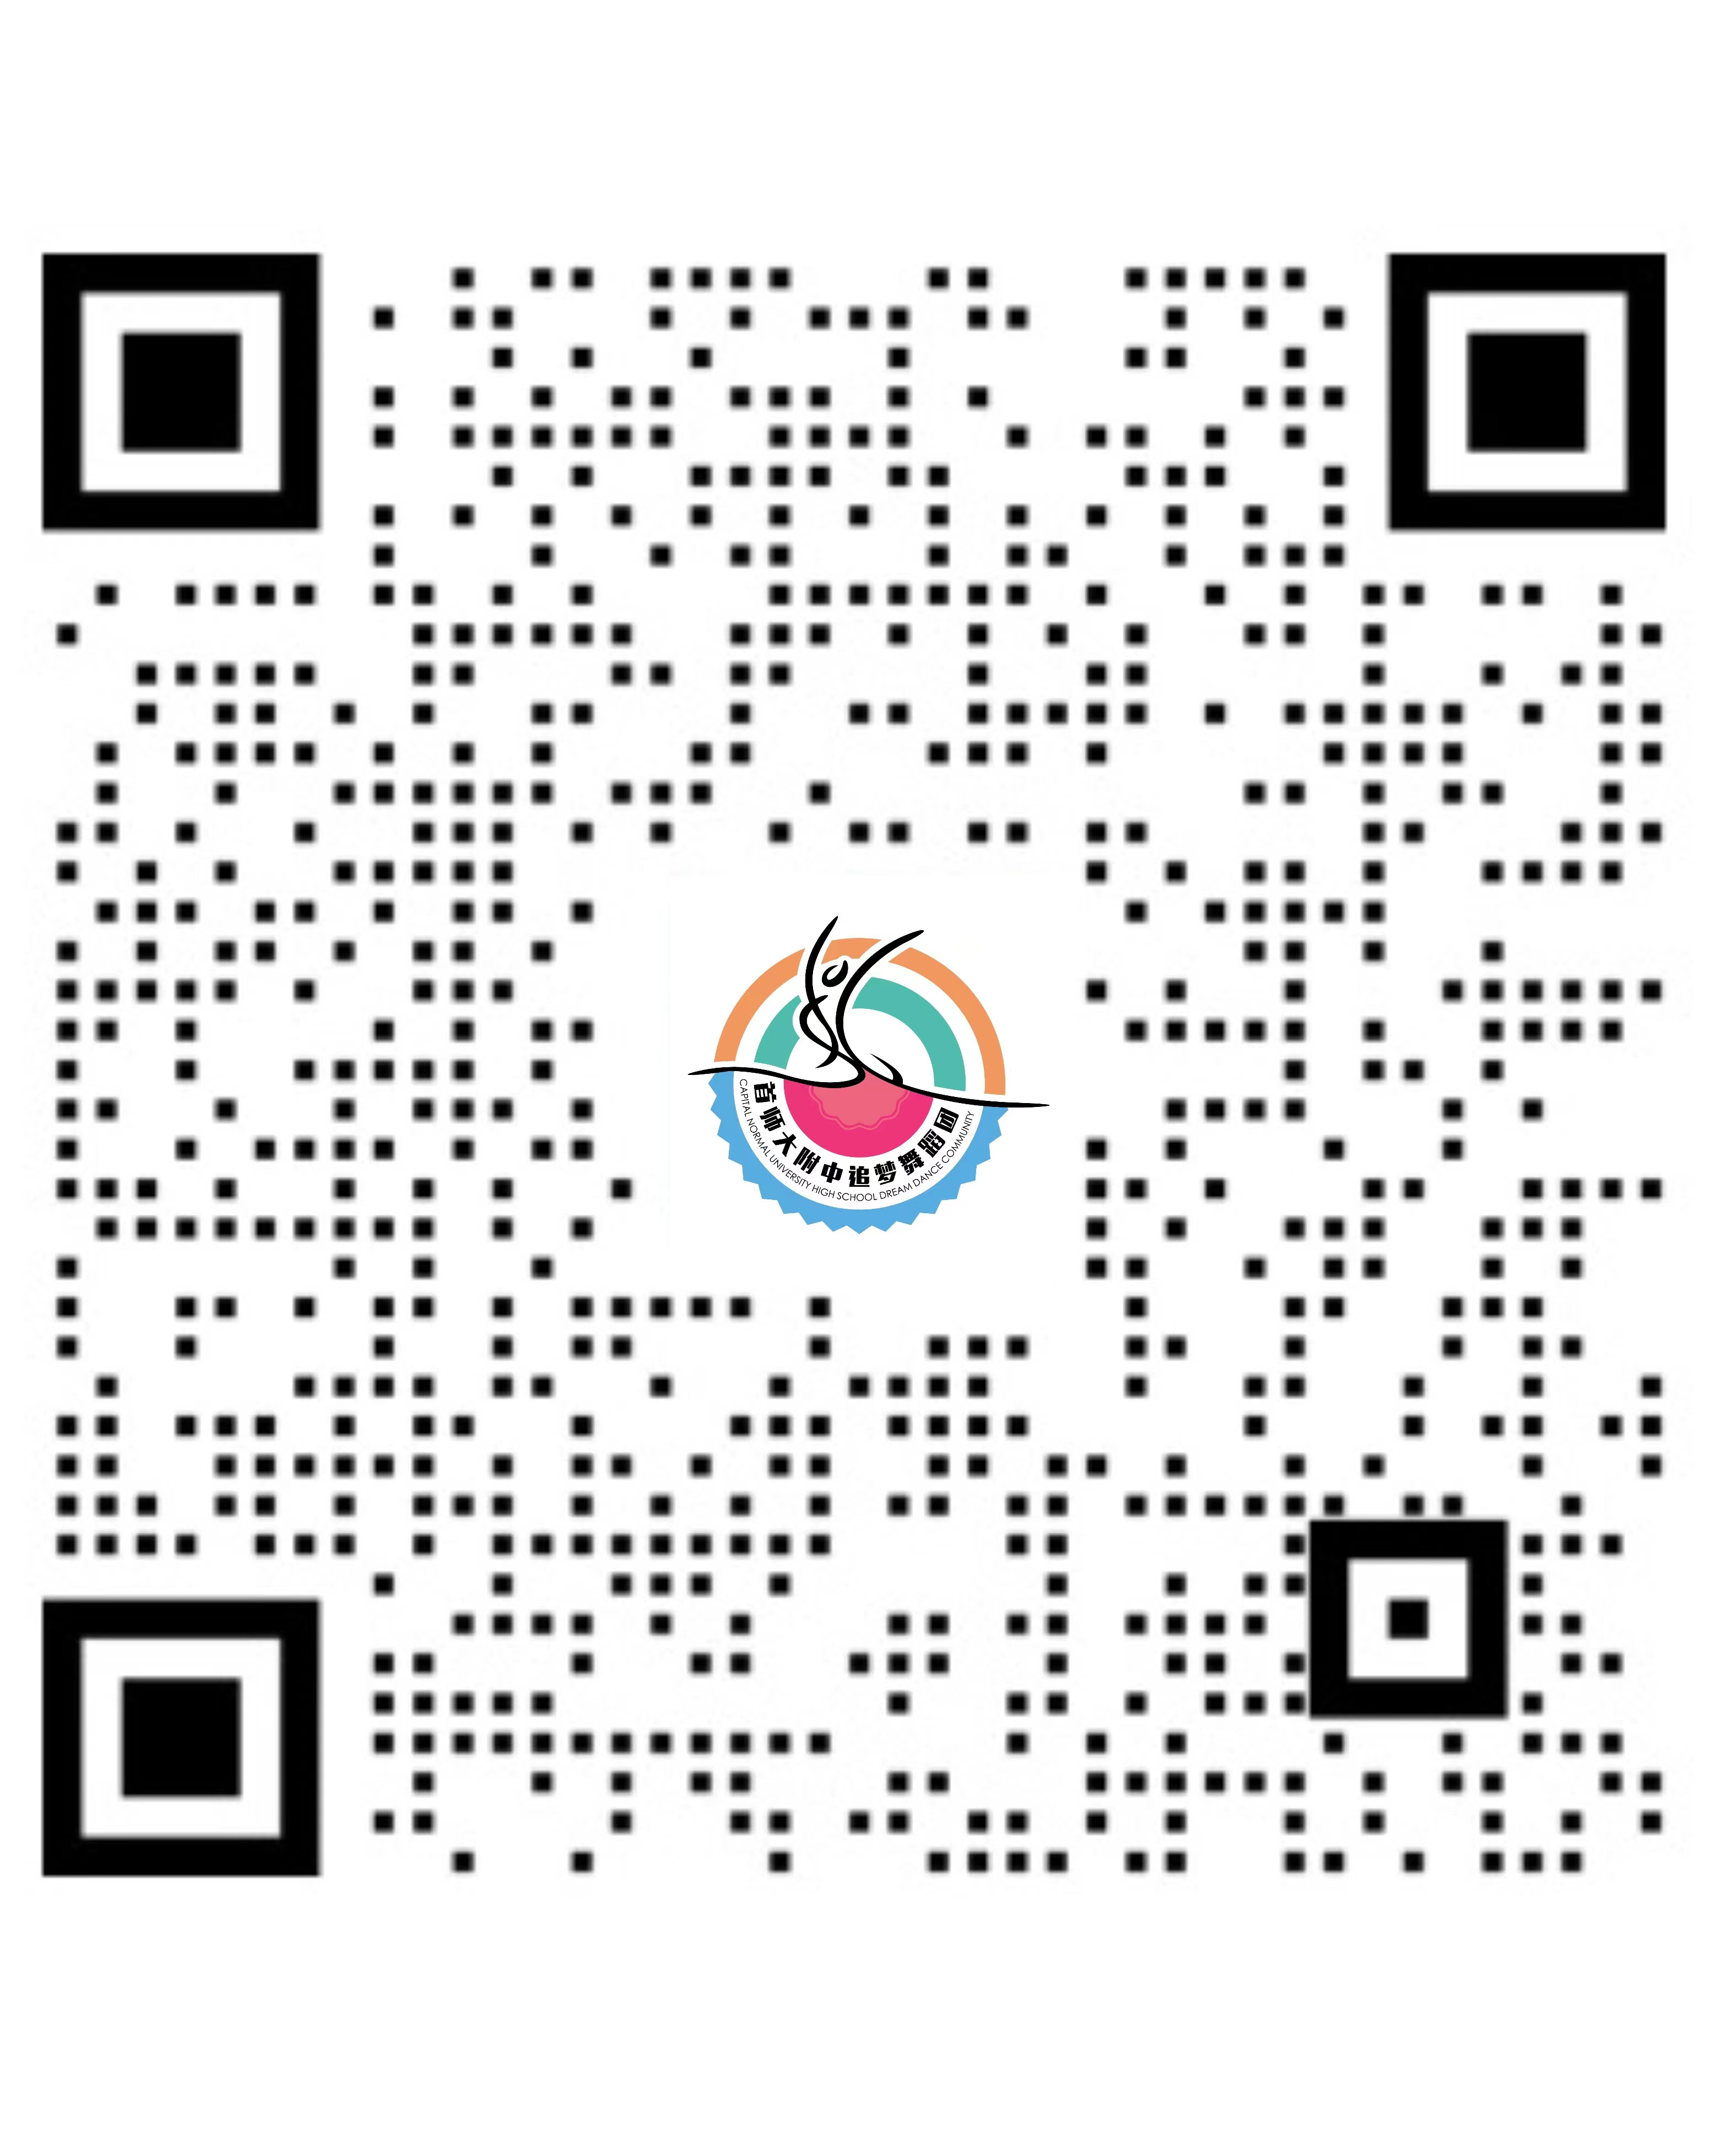 首师大附中追梦舞蹈团
CAPITAL NORMAL UNIVERSITY HIGH SCHOOL DREAM DANCE COMMUNITY